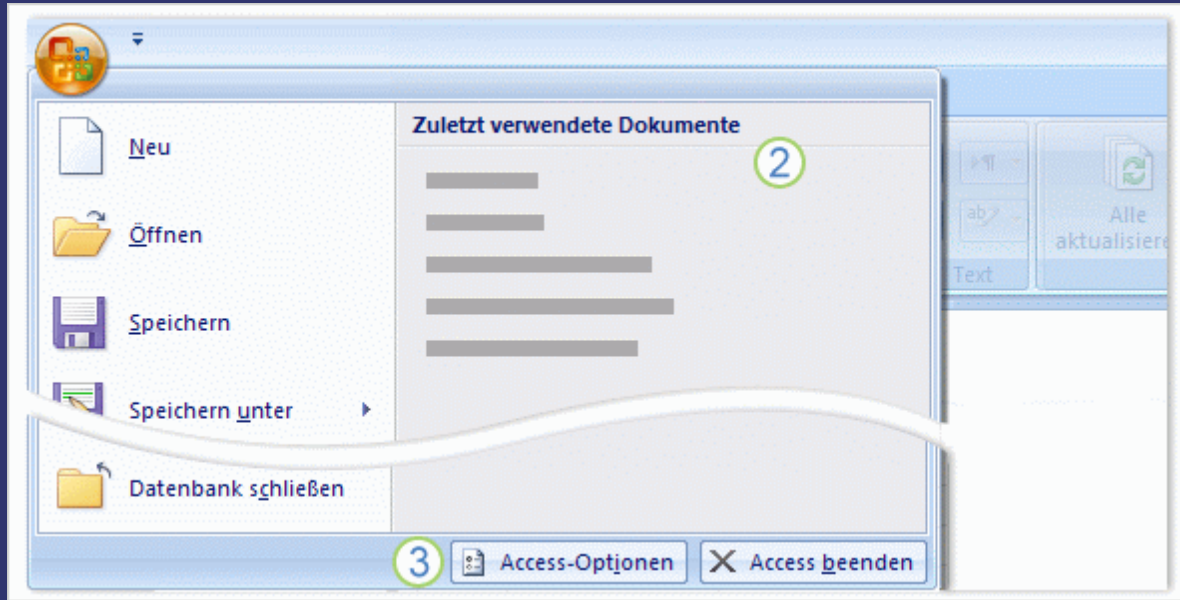 Zuletzt verwendete Dokumente
2
Neu
Öffnen
Speichern
Speichern unter
Datenbank schließen
Alle
aktualisiere
Text
3
Access-Optionen
Access beenden